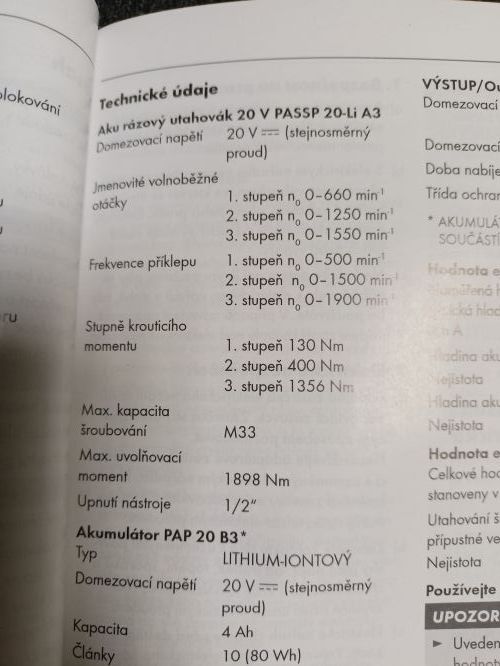 Technické údaje
Aku rázový utahovák 20 V PASSP 20-Li A3
Domezovací napětí 20 V (stejnosměrný
proud)
Jmenovité volnoběžné
otáčky 1. stupeň n0 0–660 min-1
2. stupeň n0 0–1250 min-1
3. stupeň n0 0–1550 min-1
Frekvence příklepu 1. stupeň n0 0–500 min-1
2. stupeň n0 0–1500 min-1
3. stupeň n0 0–1900 min-1
Stupně krouticího
momentu 1. stupeň 130 Nm
2. stupeň 400 Nm
3. stupeň 1356 Nm
Max. kapacita
šroubování M33
Max. uvolňovací
moment 1898 Nm
Upnutí nástroje 1/2“
Akumulátor PAP 20 B3*
Typ LITHIUM-IONTOVÝ
Domezovací napětí 20 V (stejnosměrný
proud)
Kapacita 4 Ah
Články 10 (80 Wh)
VÝSTUP/Ou
Domezovací
Domezovací
Doba nabíje
Třída ochran
* AKUMULÁT
SOUČÁSTÍ
Hodnota e
Hladina aku
Nejistota
Hladina aku
Nejistota
Hodnota e
Celkové hod
stanoveny v
Utahování š
přípustné ve
Nejistota
Používejte
UPOZOR
► Uveden
hodnoty